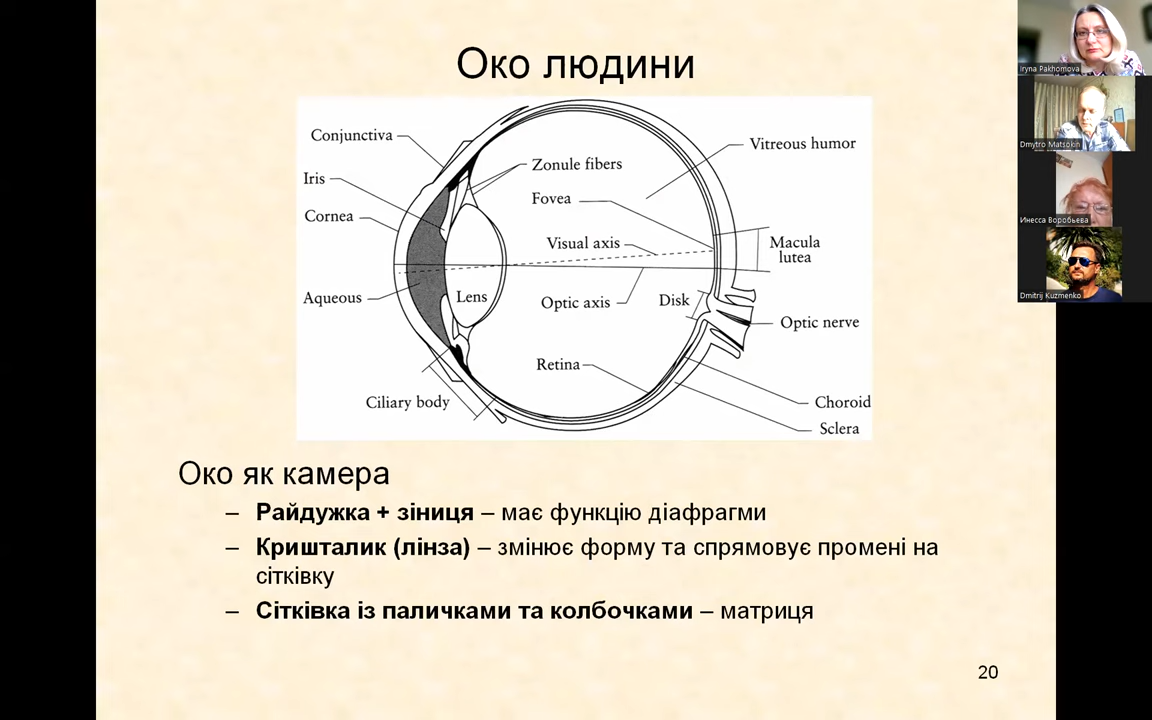 Око людини
Conjunctiva
Iris
Cornea
Aqueous
Ciliary body
Zonule fibers
Fovea
Visual axis
Lens
Optic axis
Disk
Retina
Vitreous humor
Macula
lutea
Optic nerve
Choroid
Sclera
Око як камера
– Райдужка + зіниця – має функцію діафрагми
– Кришталик (лінза) – змінює форму та спрямовує промені на
сітківку
– Сітківка із паличками та колбочками – матриця
20
Iryna Pakhomova
Dmytro Matsokin
Инесса Воробьева
Dmitrij Kuzmenko